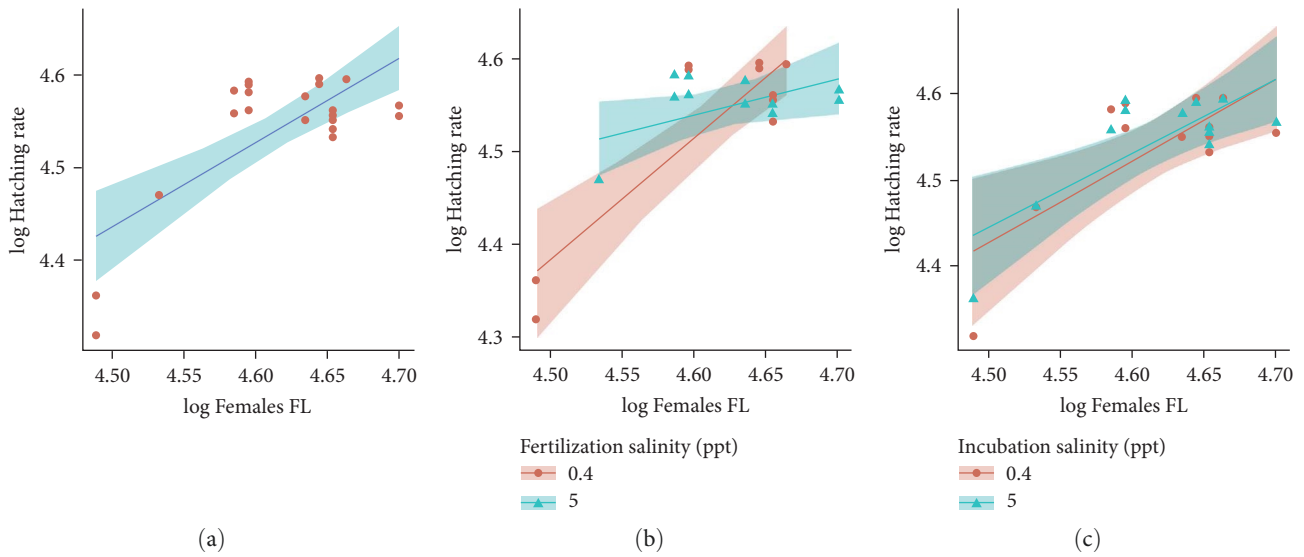 log Hatching rate
4.6
4.5
4.4
4.50 4.55 4.60 4.65 4.70
log Females FL
(a)
log Hatching rate
4.6
4.5
4.4
4.3
4.50 4.55 4.60 4.65 4.70
log Females FL
Fertilization salinity (ppt)
0.4
5
(b)
log Hatching rate
4.6
4.5
4.4
4.50 4.55 4.60 4.65 4.70
log Females FL
Incubation salinity (ppt)
0.4
5
(c)